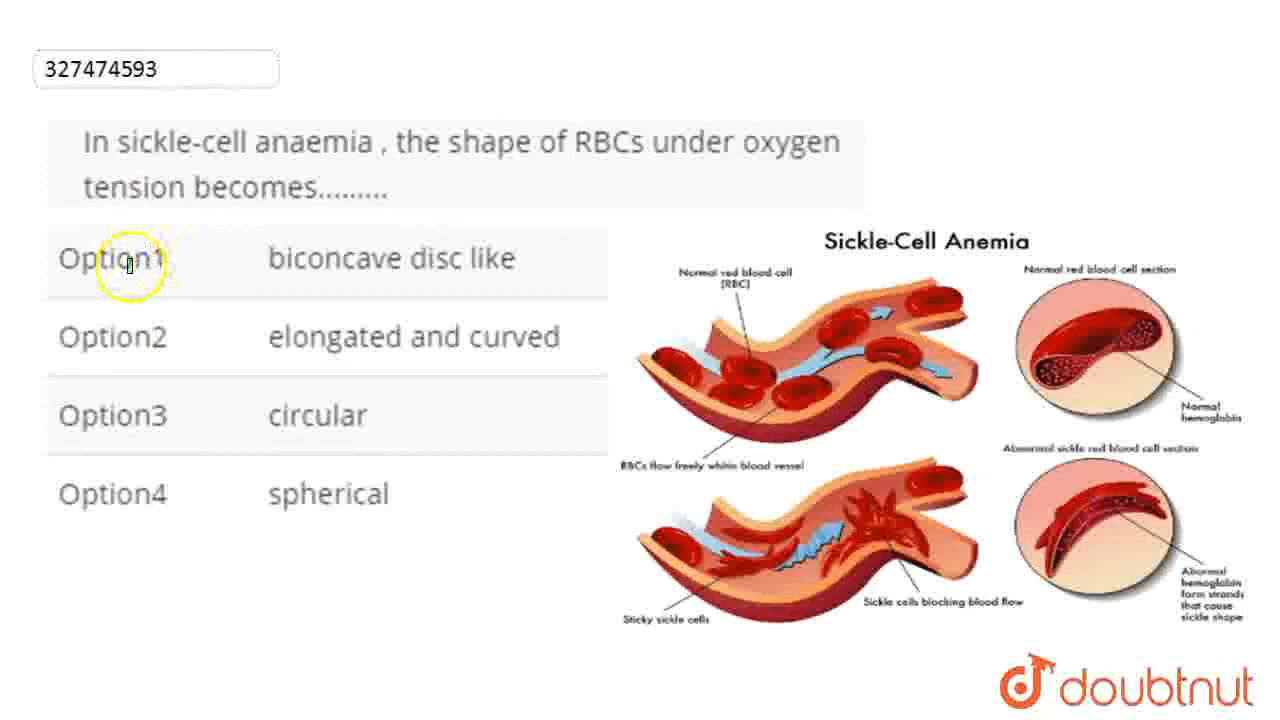 327474593
In sickle-cell anaemia , the shape of RBCs under oxygen
tension becomes.........
Option1 biconcave disc like
Option2 elongated and curved
Option3 circular
Option4 spherical
Sickle-Cell Anemia
Normal red blood cell
(RBC)
Normal red blood cell section
Normal
hemoglobin
RBCs flow freely whitin blood vessel
Abnormal sickle red blood cell section
Abnormal
hemoglobin
form strands
that cause
sickle shape
Sickle cells blocking blood flow
Sticky sickle cells
doubtnut